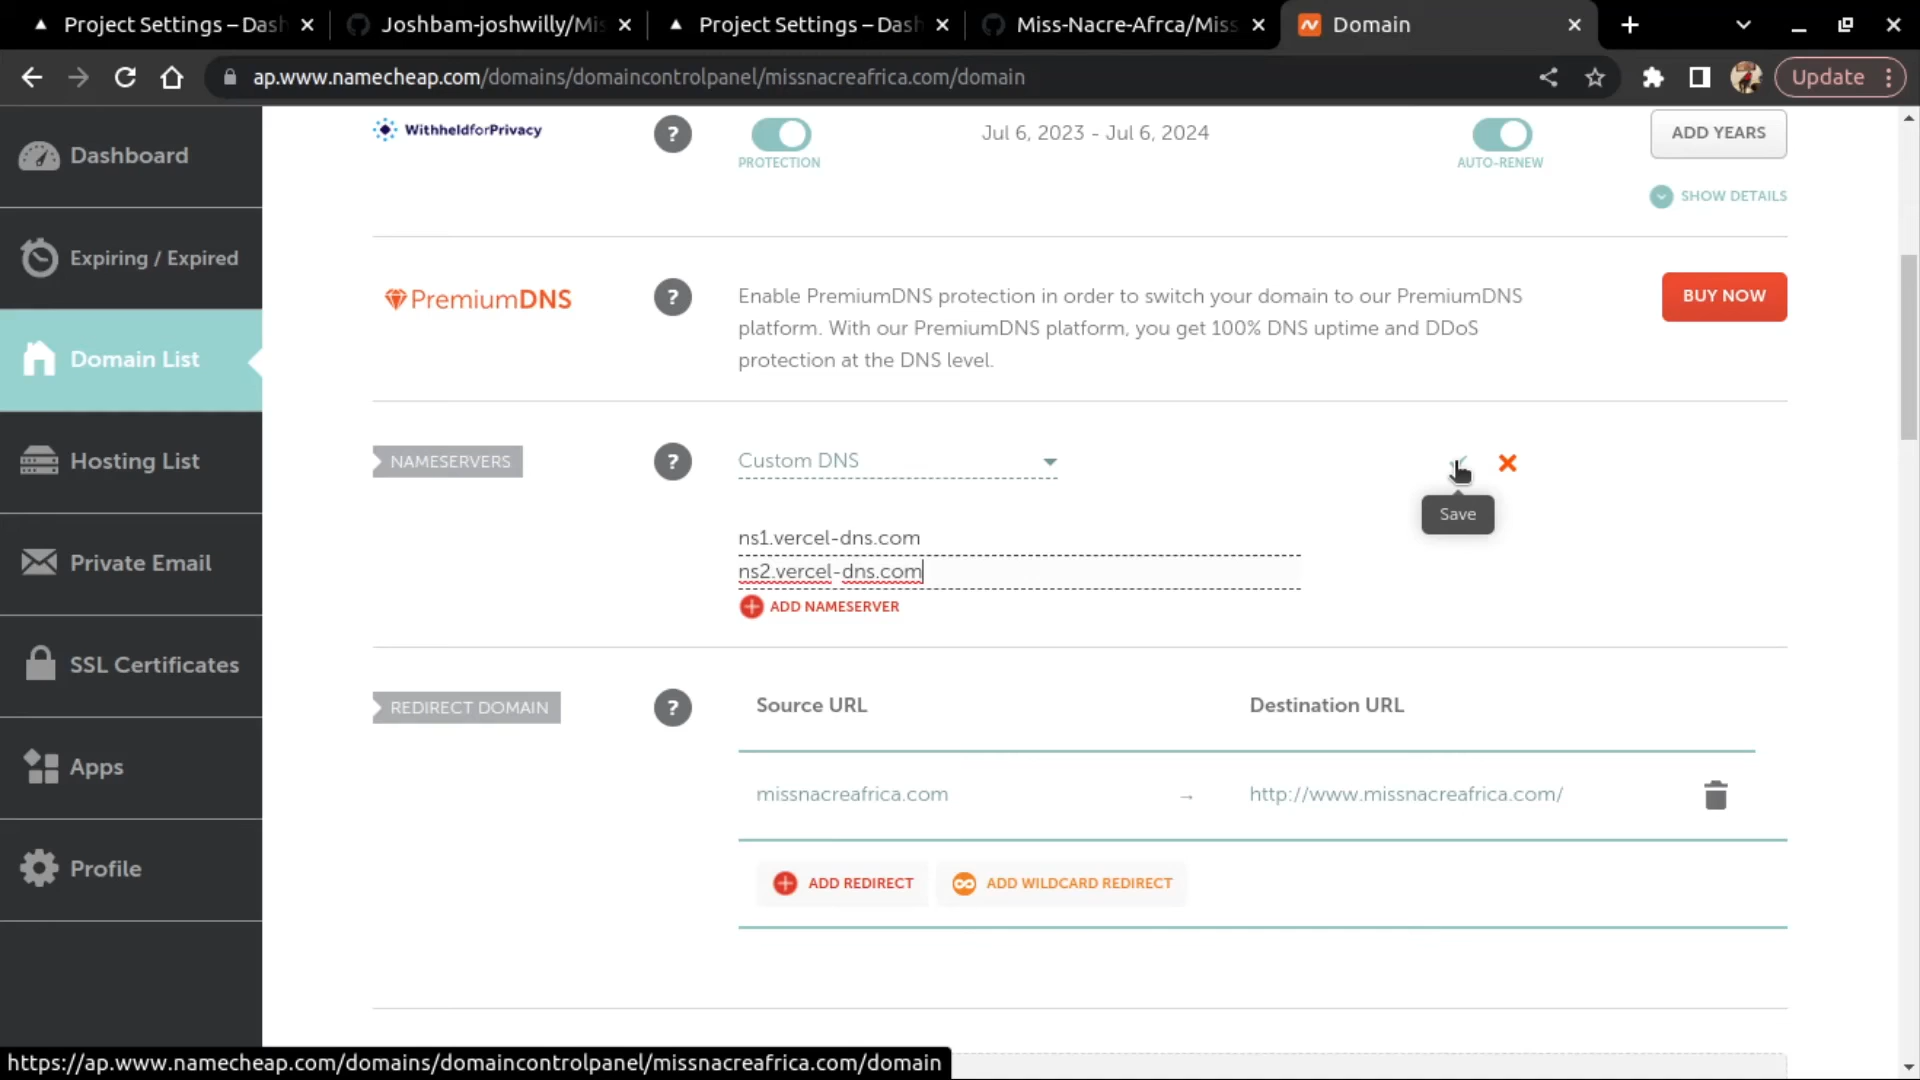 Project Settings – Dash
Joshbam-joshwilly/Mis
Project Settings – Dash
Miss-Nacre-Afrca/Miss
Domain
ap.www.namecheap.com/domains/domaincontrolpanel/missnacreafrica.com/domain
Update
Dashboard
Expiring / Expired
Domain List
Hosting List
Private Email
SSL Certificates
Apps
Profile
WithheldforPrivacy
?
PROTECTION
Jul 6, 2023 - Jul 6, 2024
AUTO-RENEW
ADD YEARS
SHOW DETAILS
PremiumDNS
?
Enable PremiumDNS protection in order to switch your domain to our PremiumDNS
platform. With our PremiumDNS platform, you get 100% DNS uptime and DDoS
protection at the DNS level.
BUY NOW
NAMESERVERS
?
Custom DNS
Save
ns1.vercel-dns.com
ns2.vercel-dns.com
ADD NAMESERVER
REDIRECT DOMAIN
?
Source URL
Destination URL
missnacreafrica.com
→
http://www.missnacreafrica.com/
ADD REDIRECT
ADD WILDCARD REDIRECT
https://ap.www.namecheap.com/domains/domaincontrolpanel/missnacreafrica.com/domain